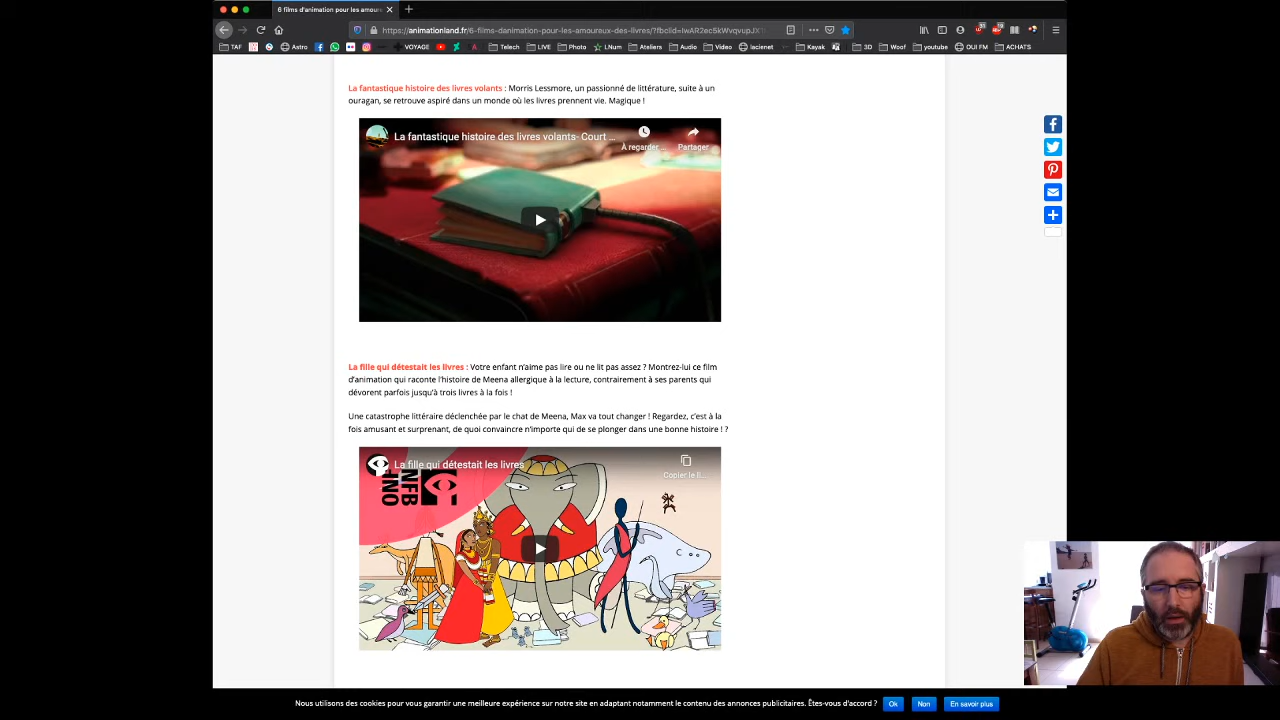 6 films d'animation pour les amour
https://animationland.fr/6-films-danimation-pour-les-amoureux-des-livres/?fbclid=IwAR2ec5kWvqvupJX
TAF
Astro
VOYAGE
Telech
LIVE
Photo
LNum
Ateliers
Audio
Video
lacienet
Kayak
3D
Woof
youtube
OUI FM
ACHATS
La fantastique histoire des livres volants : Morris Lessmore, un passionné de littérature, suite à un
ouragan, se retrouve aspiré dans un monde où les livres prennent vie. Magique !
La fantastique histoire des livres volants- Court ...
À regarder ...
Partager
La fille qui détestait les livres : Votre enfant n'aime pas lire ou ne lit pas assez ? Montrez-lui ce film
d'animation qui raconte l'histoire de Meena allergique à la lecture, contrairement à ses parents qui
dévorent parfois jusqu'à trois livres à la fois !
Une catastrophe littéraire déclenchée par le chat de Meena, Max va tout changer ! Regardez, c'est à la
fois amusant et surprenant, de quoi convaincre n'importe qui de se plonger dans une bonne histoire ! ?
La fille qui détestait les livres
Copier le li...
ONF
NFB
Nous utilisons des cookies pour vous garantir une meilleure expérience sur notre site en adaptant notamment le contenu des annonces publicitaires. Êtes-vous d'accord ?
Ok
Non
En savoir plus